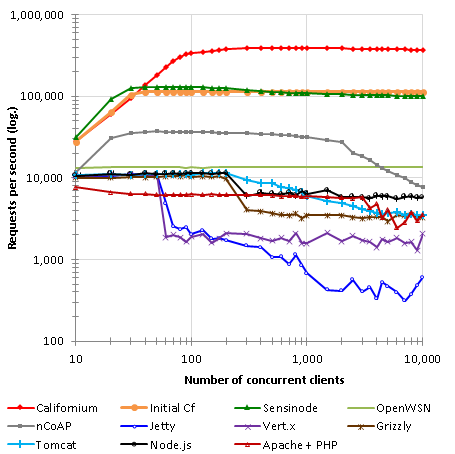 1,000,000
100,000
10,000
1,000
100
Requests per second (log.)
10 100 1,000 10,000
Number of concurrent clients
Californium Initial Cf Sensinode OpenWSN
nCoAP Jetty Vert.x Grizzly
Tomcat Node.js Apache + PHP